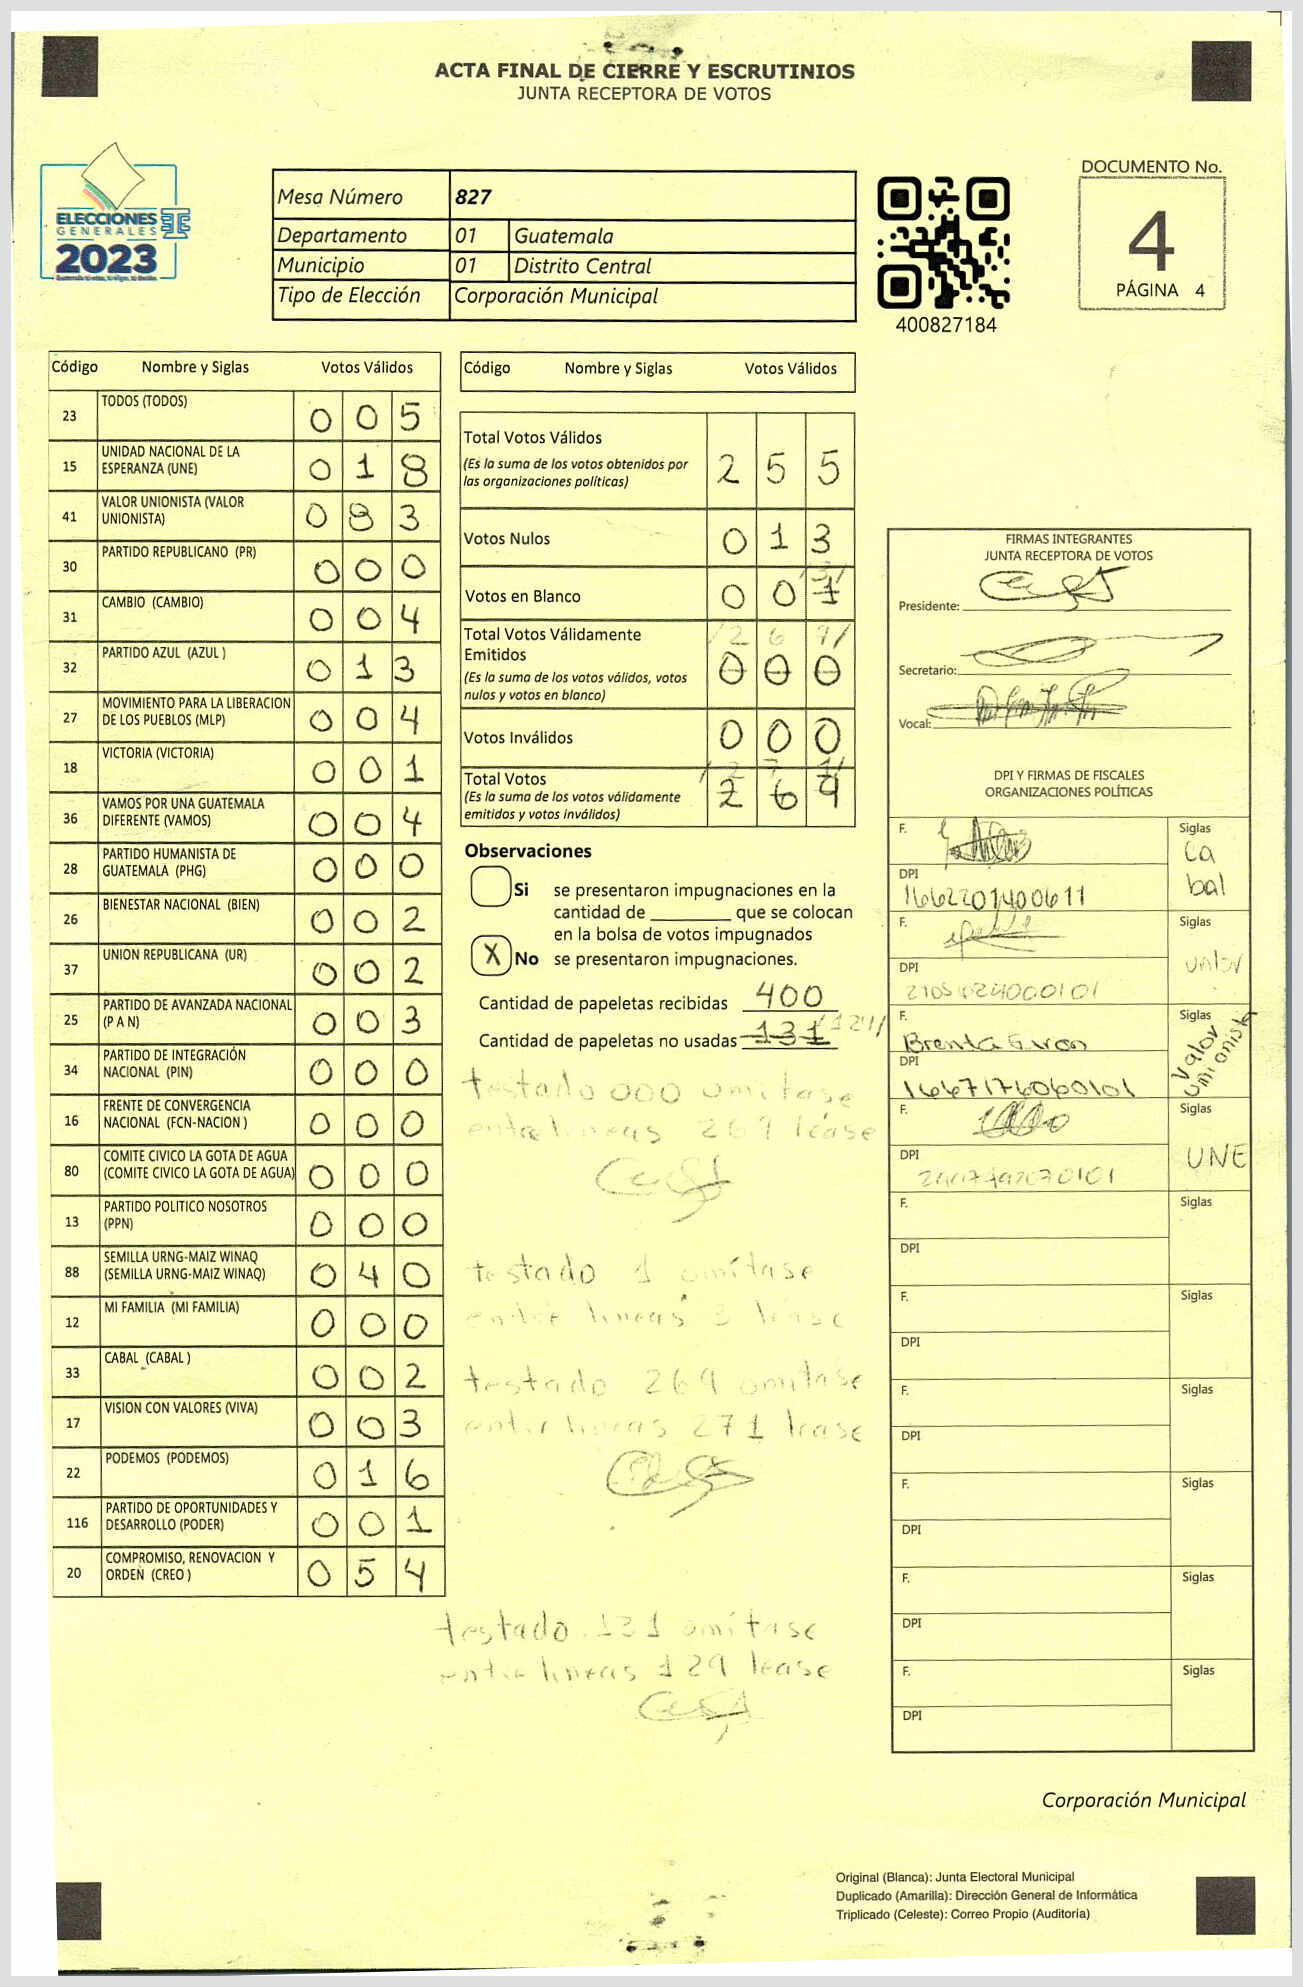 ACTA FINAL DE CIERRE Y ESCRUTINIOS
JUNTA RECEPTORA DE VOTOS
ELECCIONES
GENERALES
2023
Mesa Número 827
Departamento 01 Guatemala
Municipio 01 Distrito Central
Tipo de Elección Corporación Municipal
400827184
DOCUMENTO No.
4
PÁGINA 4
Código Nombre y Siglas Votos Válidos
23 TODOS (TODOS) 0 0 5
15 UNIDAD NACIONAL DE LA ESPERANZA (UNE) 0 1 8
41 VALOR UNIONISTA (VALOR UNIONISTA) 0 8 3
30 PARTIDO REPUBLICANO (PR) 0 0 0
31 CAMBIO (CAMBIO) 0 0 4
32 PARTIDO AZUL (AZUL ) 0 1 3
27 MOVIMIENTO PARA LA LIBERACION DE LOS PUEBLOS (MLP) 0 0 4
18 VICTORIA (VICTORIA) 0 0 1
36 VAMOS POR UNA GUATEMALA DIFERENTE (VAMOS) 0 0 4
28 PARTIDO HUMANISTA DE GUATEMALA (PHG) 0 0 0
26 BIENESTAR NACIONAL (BIEN) 0 0 2
37 UNION REPUBLICANA (UR) 0 0 2
25 PARTIDO DE AVANZADA NACIONAL (P A N) 0 0 3
34 PARTIDO DE INTEGRACIÓN NACIONAL (PIN) 0 0 0
16 FRENTE DE CONVERGENCIA NACIONAL (FCN-NACION ) 0 0 0
80 COMITE CIVICO LA GOTA DE AGUA (COMITE CIVICO LA GOTA DE AGUA) 0 0 0
13 PARTIDO POLITICO NOSOTROS (PPN) 0 0 0
88 SEMILLA URNG-MAIZ WINAQ (SEMILLA URNG-MAIZ WINAQ) 0 4 0
12 MI FAMILIA (MI FAMILIA) 0 0 0
33 CABAL (CABAL ) 0 0 2
17 VISION CON VALORES (VIVA) 0 0 3
22 PODEMOS (PODEMOS) 0 1 6
116 PARTIDO DE OPORTUNIDADES Y DESARROLLO (PODER) 0 0 1
20 COMPROMISO, RENOVACION Y ORDEN (CREO ) 0 5 4
Código Nombre y Siglas Votos Válidos
Total Votos Válidos 2 5 5
(Es la suma de los votos obtenidos por
las organizaciones políticas)
Votos Nulos 0 1 3
/3/
Votos en Blanco 0 0 1
Total Votos Válidamente /2 6 9/
Emitidos 0 0 0
(Es la suma de los votos válidos, votos
nulos y votos en blanco)
Votos Inválidos 0 0 0
/2 7 1/
Total Votos 2 6 9
(Es la suma de los votos válidamente
emitidos y votos inválidos)
Observaciones
Si se presentaron impugnaciones en la
cantidad de ________ que se colocan
en la bolsa de votos impugnados
X No se presentaron impugnaciones.
Cantidad de papeletas recibidas 400
Cantidad de papeletas no usadas 131 /129/
testado 000 omitase
entre lineas 269 lease
testado 1 omítase
entre lineas 3 lease
testado 269 omitase
entre lineas 271 lease
testado 131 omítase
entre lineas 129 lease
FIRMAS INTEGRANTES
JUNTA RECEPTORA DE VOTOS
Presidente:
Secretario:
Vocal:
DPI Y FIRMAS DE FISCALES
ORGANIZACIONES POLÍTICAS
F. Siglas
Ca
bal
DPI
1662201400611
F. Siglas
valor
DPI
F. Siglas
Brenda Giron
Valor
Unionista
DPI
1667174060101
F. Siglas
UNE
DPI
F. Siglas
DPI
F. Siglas
DPI
F. Siglas
DPI
F. Siglas
DPI
F. Siglas
DPI
F. Siglas
DPI
Corporación Municipal
Original (Blanca): Junta Electoral Municipal
Duplicado (Amarilla): Dirección General de Informática
Triplicado (Celeste): Correo Propio (Auditoría)